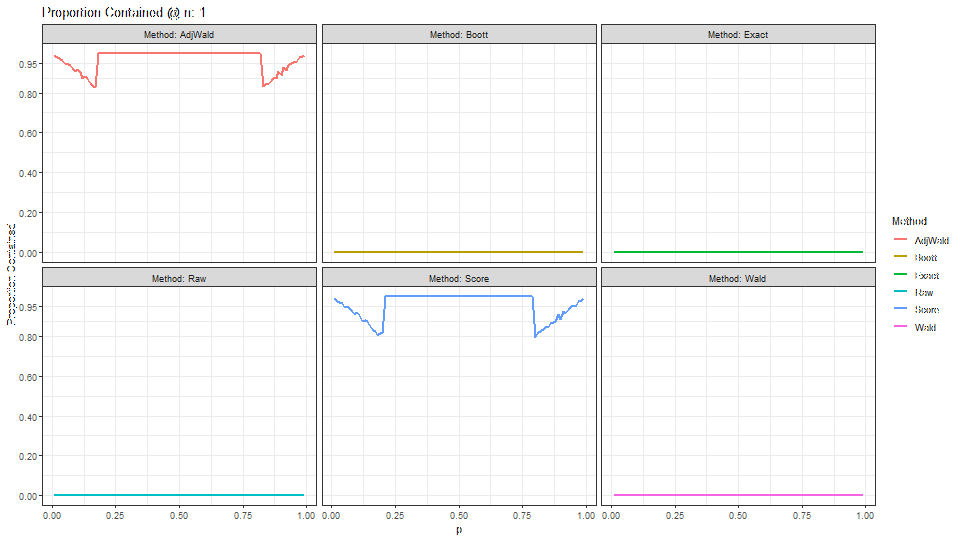 Proportion Contained @ n: 1
Method: AdjWald
Method: Boott
Method: Exact
0.95
0.80
0.60
0.40
0.20
0.00
Method: Raw
Method: Score
Method: Wald
0.95
0.80
0.60
0.40
0.20
0.00
0.00 0.25 0.50 0.75 1.00
0.00 0.25 0.50 0.75 1.00
0.00 0.25 0.50 0.75 1.00
p
Proportion Contained
Method
AdjWald
Boott
Exact
Raw
Score
Wald